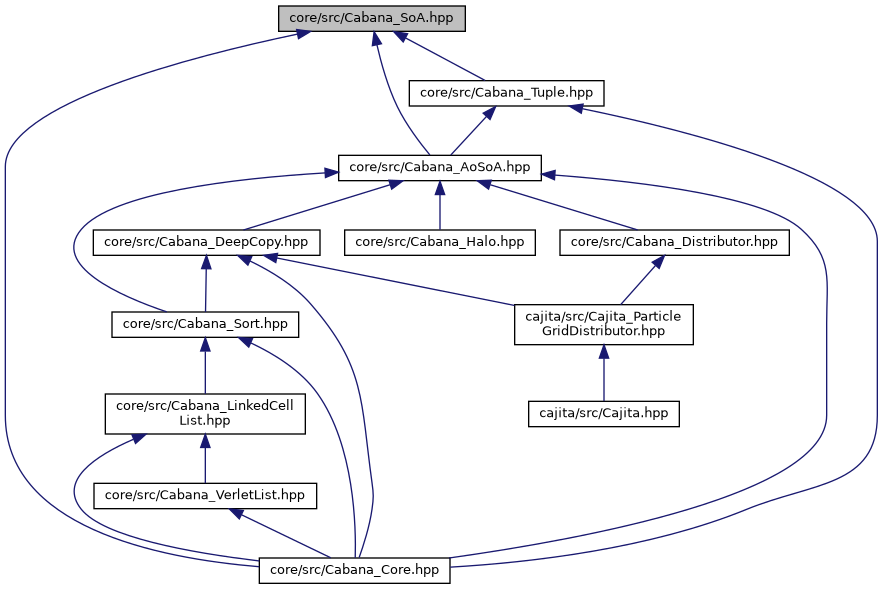 core/src/Cabana_SoA.hpp
core/src/Cabana_Tuple.hpp
core/src/Cabana_AoSoA.hpp
core/src/Cabana_DeepCopy.hpp
core/src/Cabana_Halo.hpp
core/src/Cabana_Distributor.hpp
core/src/Cabana_Sort.hpp
cajita/src/Cajita_Particle
GridDistributor.hpp
core/src/Cabana_LinkedCell
List.hpp
cajita/src/Cajita.hpp
core/src/Cabana_VerletList.hpp
core/src/Cabana_Core.hpp